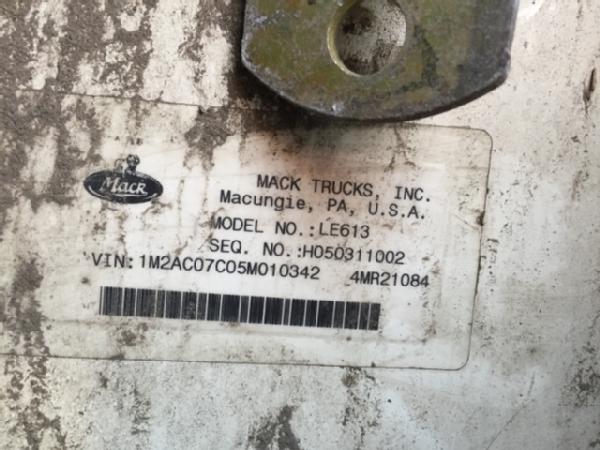 Mack
MACK TRUCKS, INC.
Macungie, PA, U.S.A.
MODEL NO.:LE613
SEQ. NO.:H050311002
VIN:1M2AC07C05M010342 4MR21084